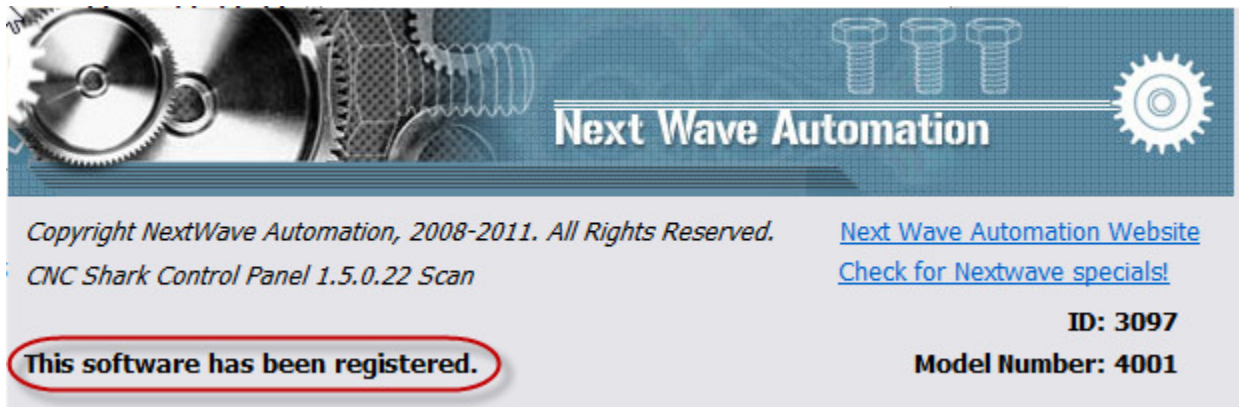 Next Wave Automation
Copyright NextWave Automation, 2008-2011. All Rights Reserved.
Next Wave Automation Website
CNC Shark Control Panel 1.5.0.22 Scan
Check for Nextwave specials!
ID: 3097
This software has been registered.
Model Number: 4001